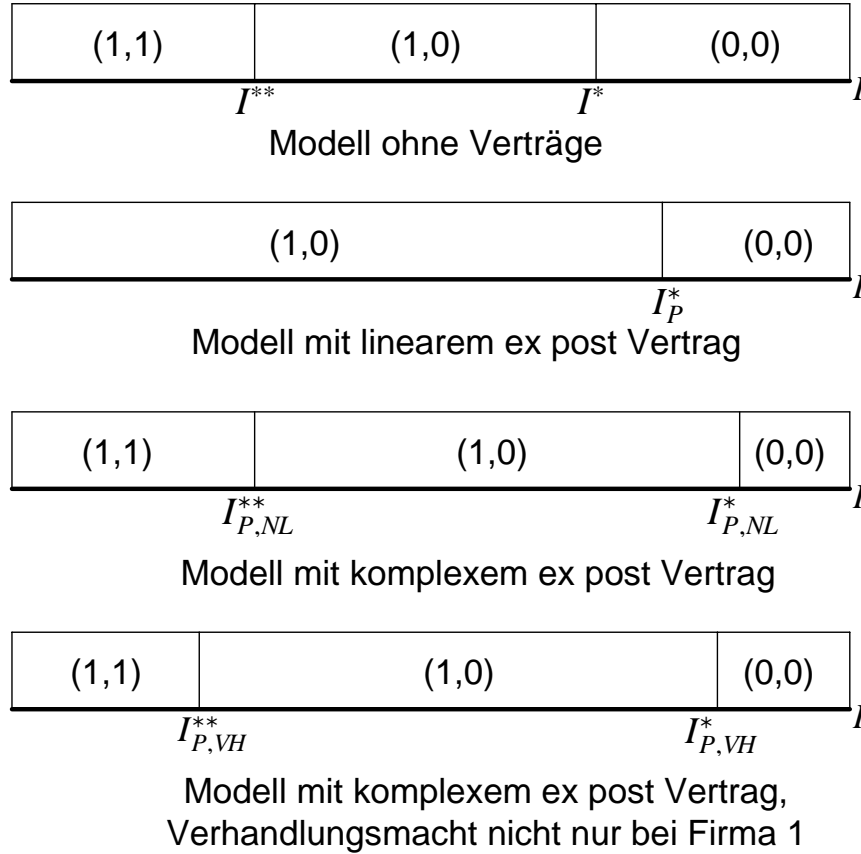 (1,1) (1,0) (0,0)
I** I* I
Modell ohne Verträge
(1,0) (0,0)
I*_P I
Modell mit linearem ex post Vertrag
(1,1) (1,0) (0,0)
I**_{P,NL} I*_{P,NL} I
Modell mit komplexem ex post Vertrag
(1,1) (1,0) (0,0)
I**_{P,VH} I*_{P,VH} I
Modell mit komplexem ex post Vertrag,
Verhandlungsmacht nicht nur bei Firma 1